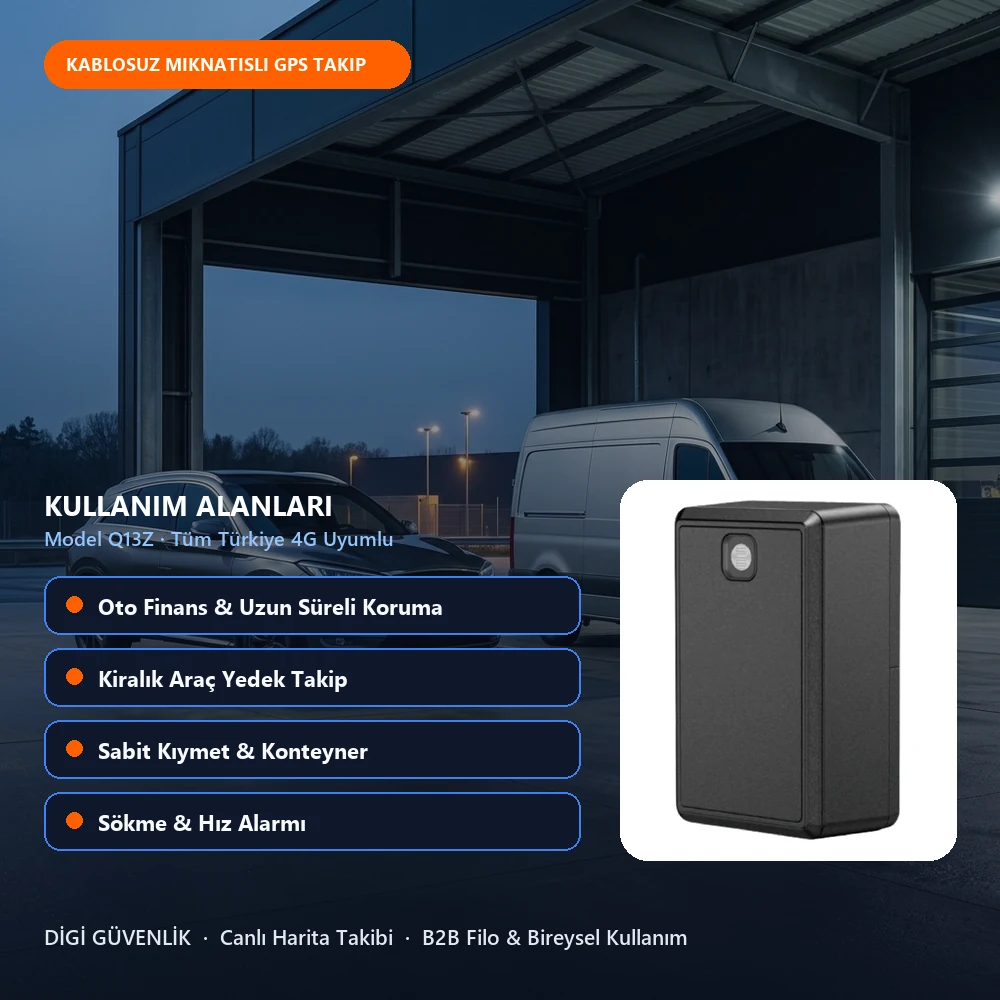 KABLOSUZ MIKNATISLI GPS TAKIP
KULLANIM ALANLARI
Model Q13Z · Tüm Türkiye 4G Uyumlu
Oto Finans & Uzun Süreli Koruma
Kiralık Araç Yedek Takip
Sabit Kıymet & Konteyner
Sökme & Hız Alarmı
DİGİ GÜVENLİK · Canlı Harita Takibi · B2B Filo & Bireysel Kullanım